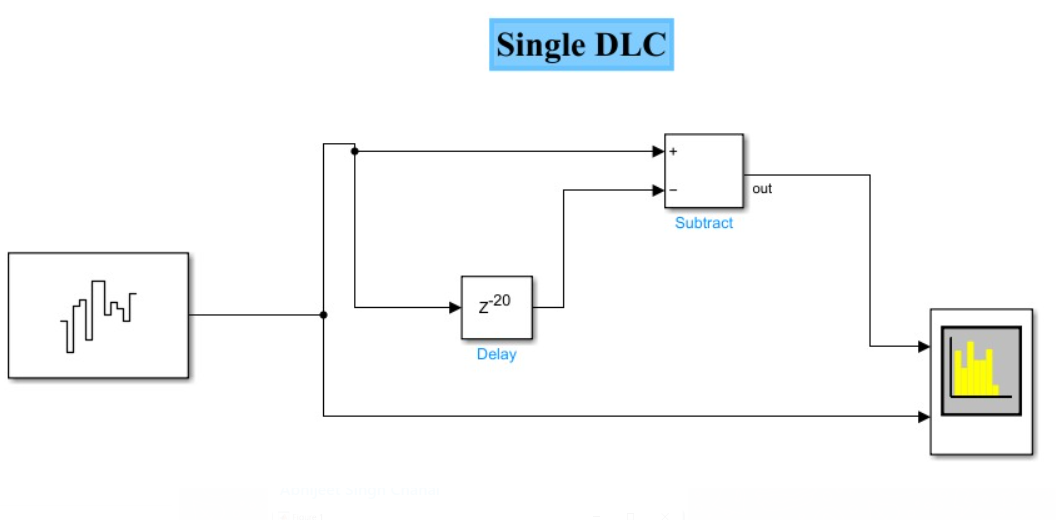 Single DLC
+
−
out
Subtract
Z-20
Delay